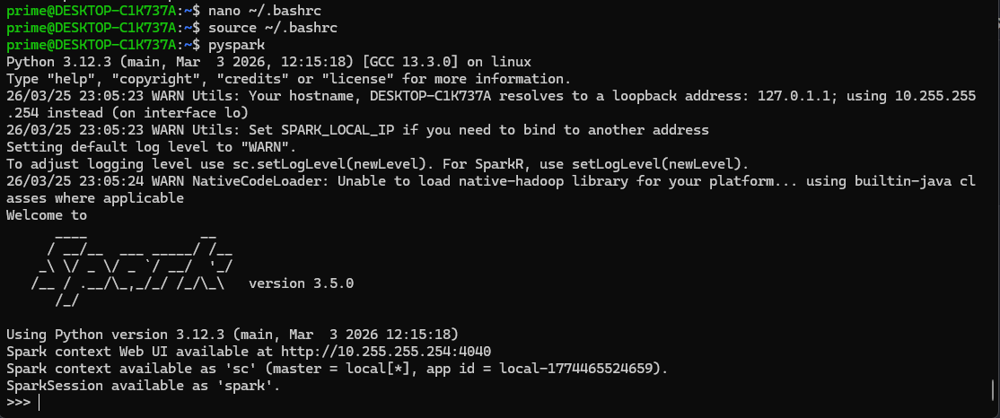 prime@DESKTOP-C1K737A:~$ nano ~/.bashrc
prime@DESKTOP-C1K737A:~$ source ~/.bashrc
prime@DESKTOP-C1K737A:~$ pyspark
Python 3.12.3 (main, Mar  3 2026, 12:15:18) [GCC 13.3.0] on linux
Type "help", "copyright", "credits" or "license" for more information.
26/03/25 23:05:23 WARN Utils: Your hostname, DESKTOP-C1K737A resolves to a loopback address: 127.0.1.1; using 10.255.255
.254 instead (on interface lo)
26/03/25 23:05:23 WARN Utils: Set SPARK_LOCAL_IP if you need to bind to another address
Setting default log level to "WARN".
To adjust logging level use sc.setLogLevel(newLevel). For SparkR, use setLogLevel(newLevel).
26/03/25 23:05:24 WARN NativeCodeLoader: Unable to load native-hadoop library for your platform... using builtin-java cl
asses where applicable
Welcome to
      ____              __
     / __/__  ___ _____/ /__
    _\ \/ _ \/ _ `/ __/  '_/
   /__ / .__/\_,_/_/ /_/\_\   version 3.5.0
      /_/
Using Python version 3.12.3 (main, Mar  3 2026 12:15:18)
Spark context Web UI available at http://10.255.255.254:4040
Spark context available as 'sc' (master = local[*], app id = local-1774465524659).
SparkSession available as 'spark'.
>>>